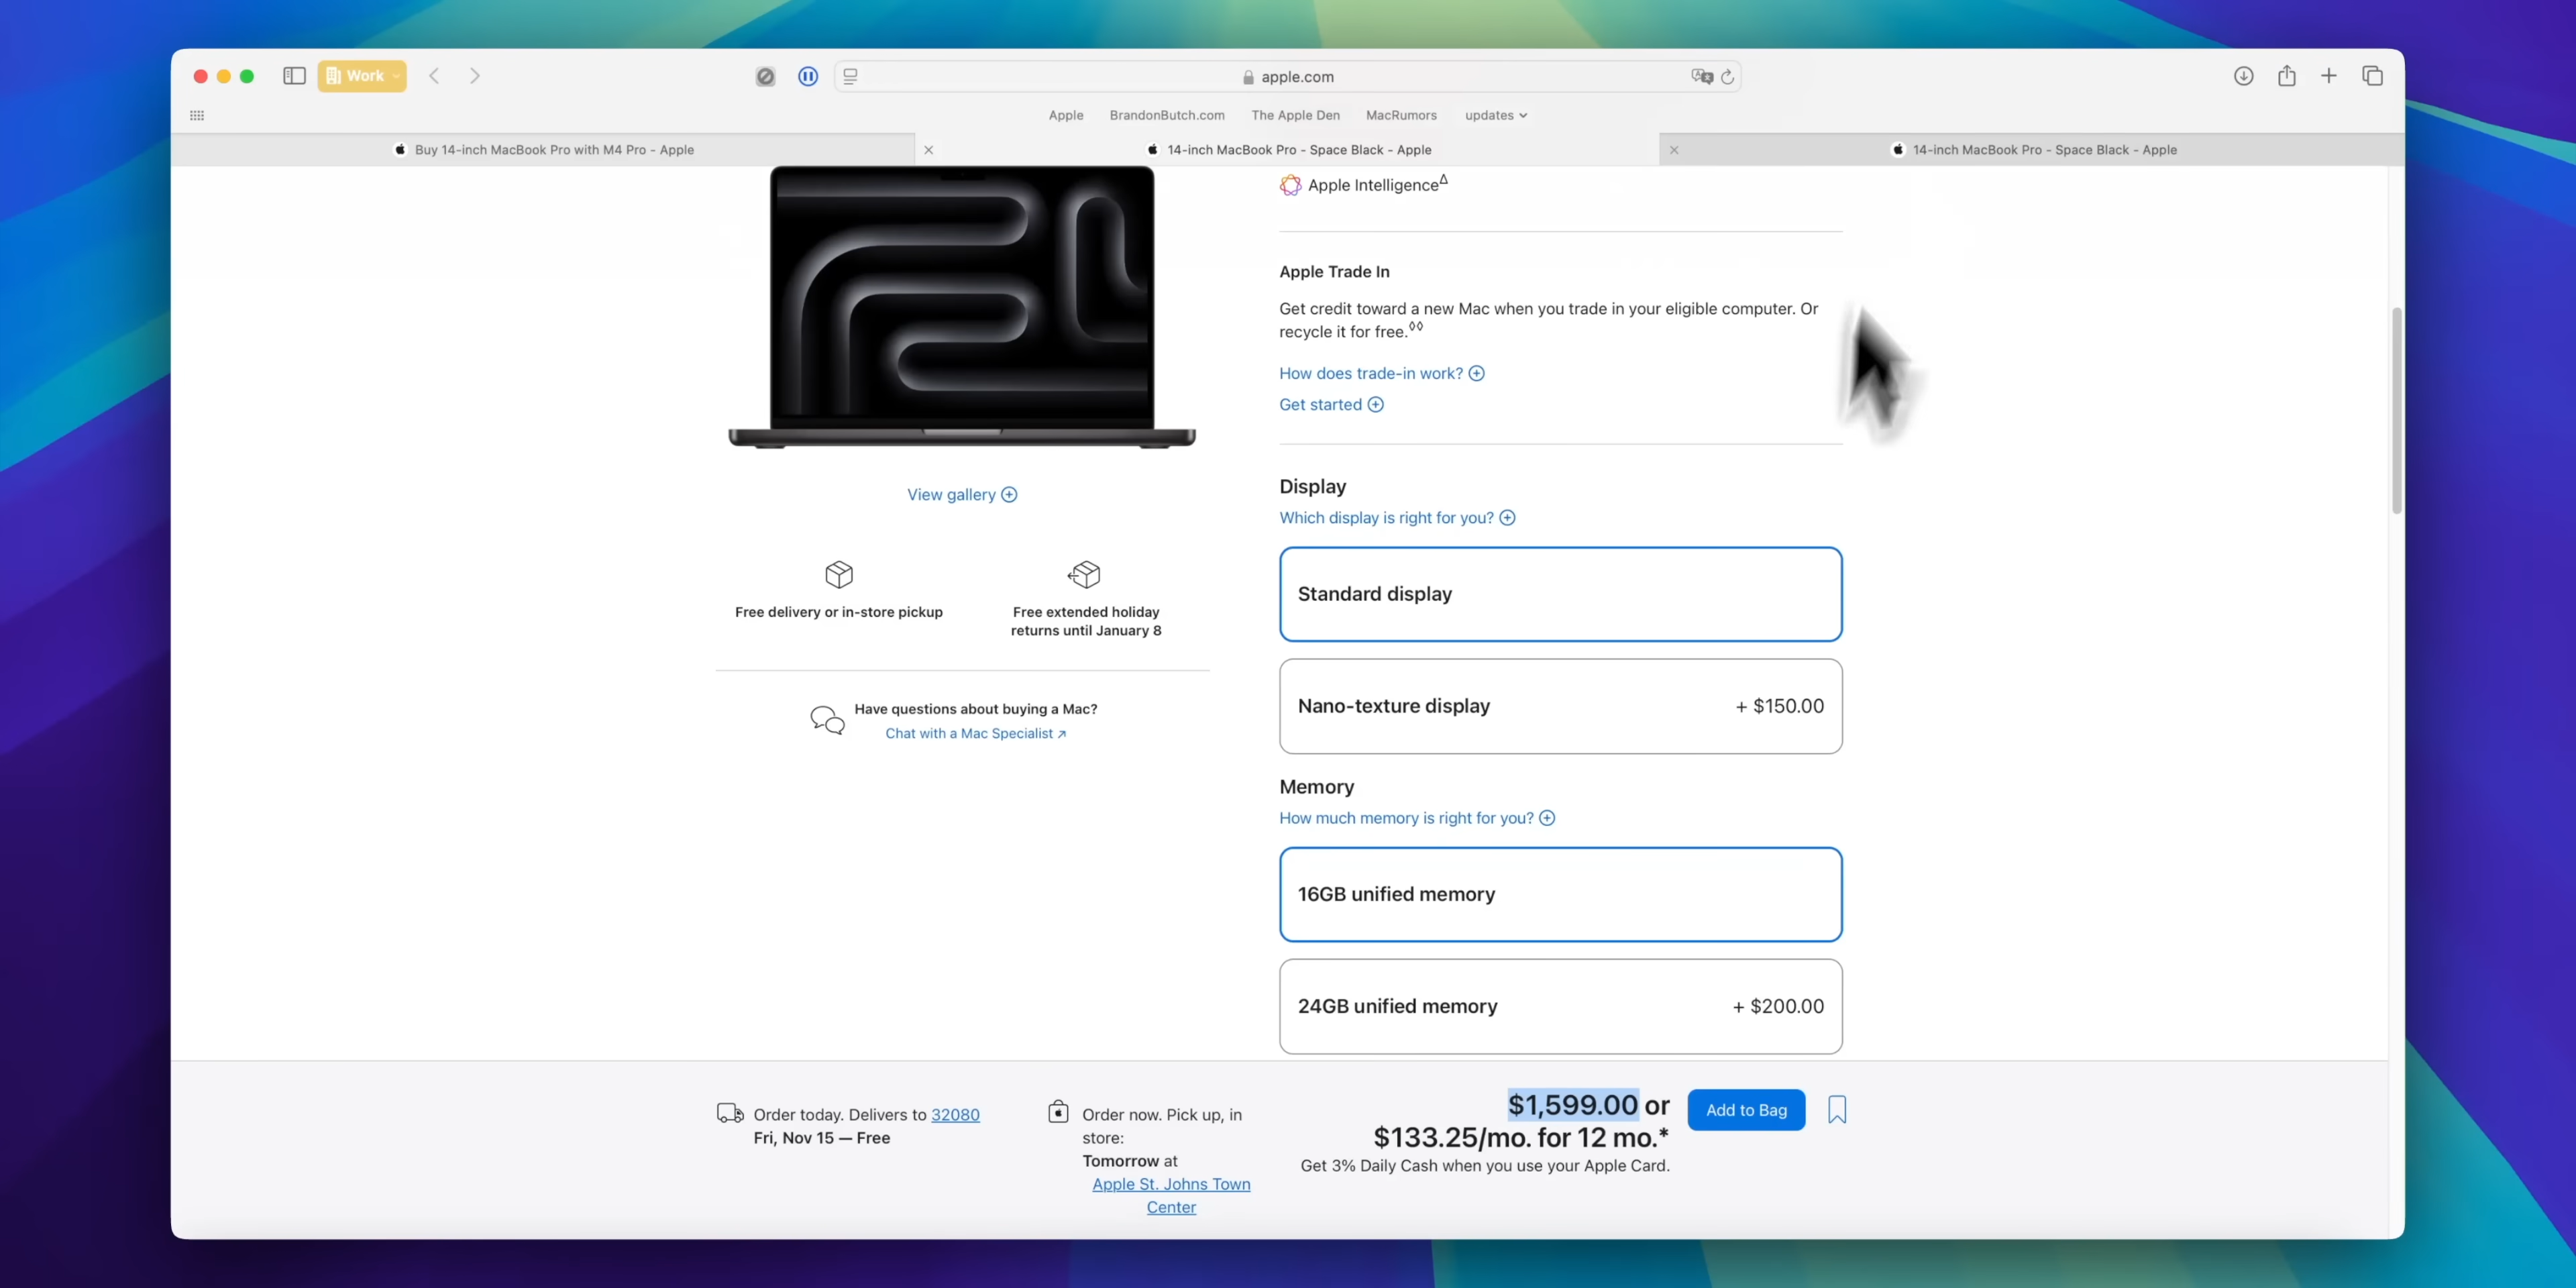 Work
apple.com
Apple
BrandonButch.com
The Apple Den
MacRumors
updates
Buy 14-inch MacBook Pro with M4 Pro - Apple
14-inch MacBook Pro - Space Black - Apple
14-inch MacBook Pro - Space Black - Apple
View gallery
Free delivery or in-store pickup
Free extended holiday
returns until January 8
Have questions about buying a Mac?
Chat with a Mac Specialist ↗
Apple IntelligenceΔ
Apple Trade In
Get credit toward a new Mac when you trade in your eligible computer. Or
recycle it for free.◊◊
How does trade-in work?
Get started
Display
Which display is right for you?
Standard display
Nano-texture display + $150.00
Memory
How much memory is right for you?
16GB unified memory
24GB unified memory + $200.00
Order today. Delivers to 32080
Fri, Nov 15 — Free
Order now. Pick up, in
store:
Tomorrow at
Apple St. Johns Town
Center
$1,599.00 or
$133.25/mo. for 12 mo.*
Get 3% Daily Cash when you use your Apple Card.
Add to Bag